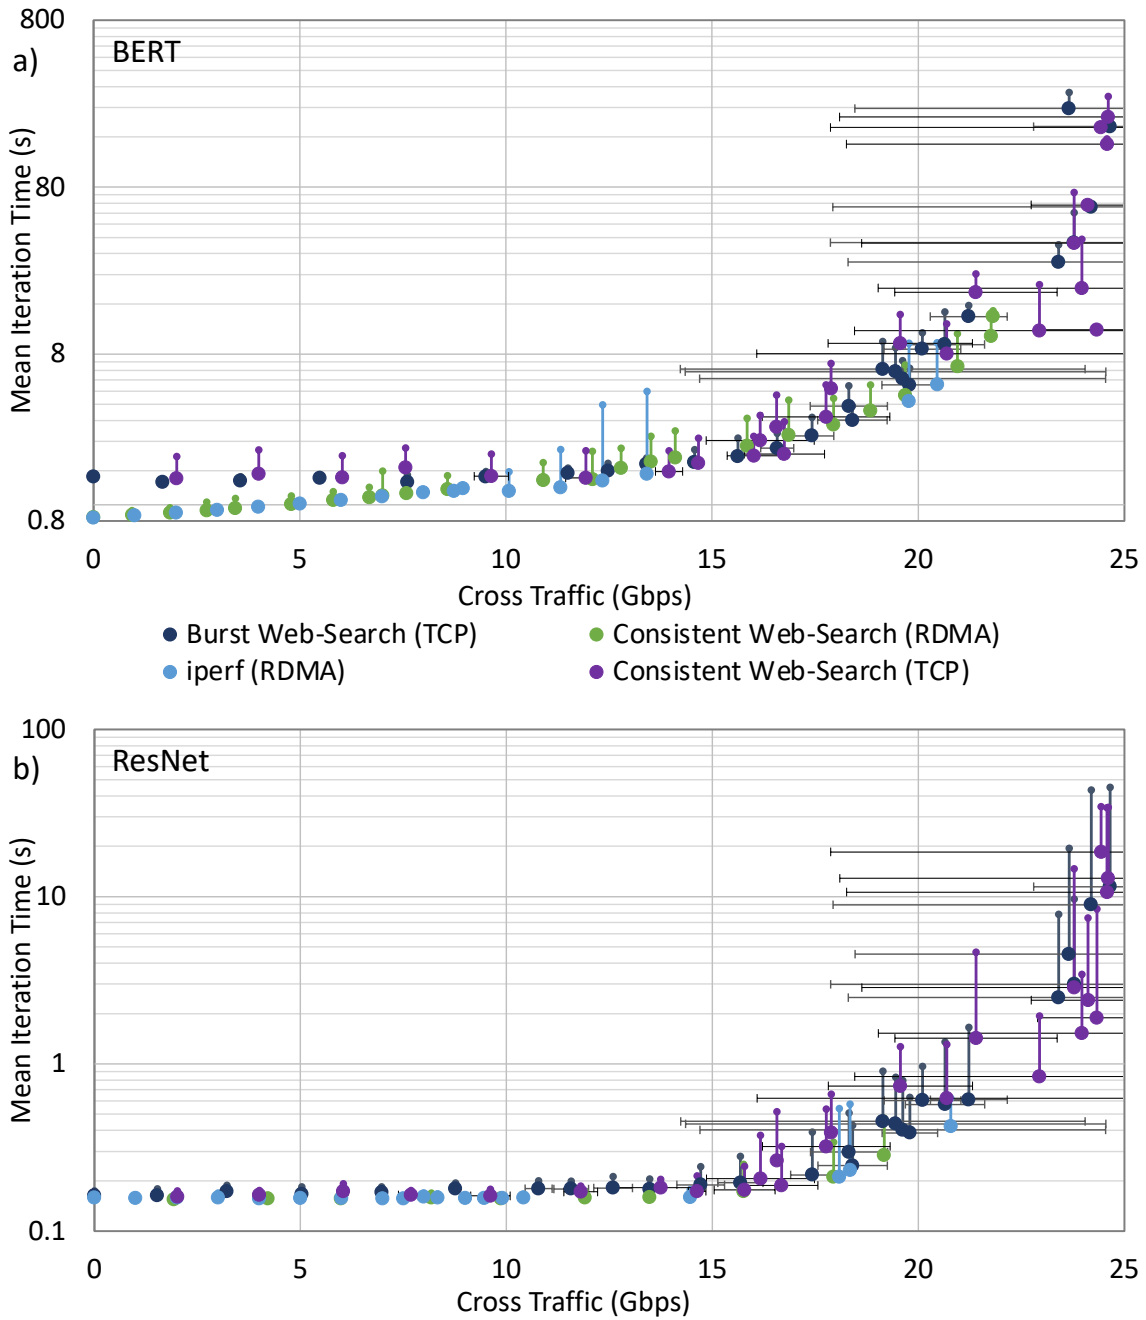 800
a)
BERT
80
8
0.8
Mean Iteration Time (s)
0 5 10 15 20 25
Cross Traffic (Gbps)
Burst Web-Search (TCP)
Consistent Web-Search (RDMA)
iperf (RDMA)
Consistent Web-Search (TCP)
100
b)
ResNet
10
1
0.1
Mean Iteration Time (s)
0 5 10 15 20 25
Cross Traffic (Gbps)